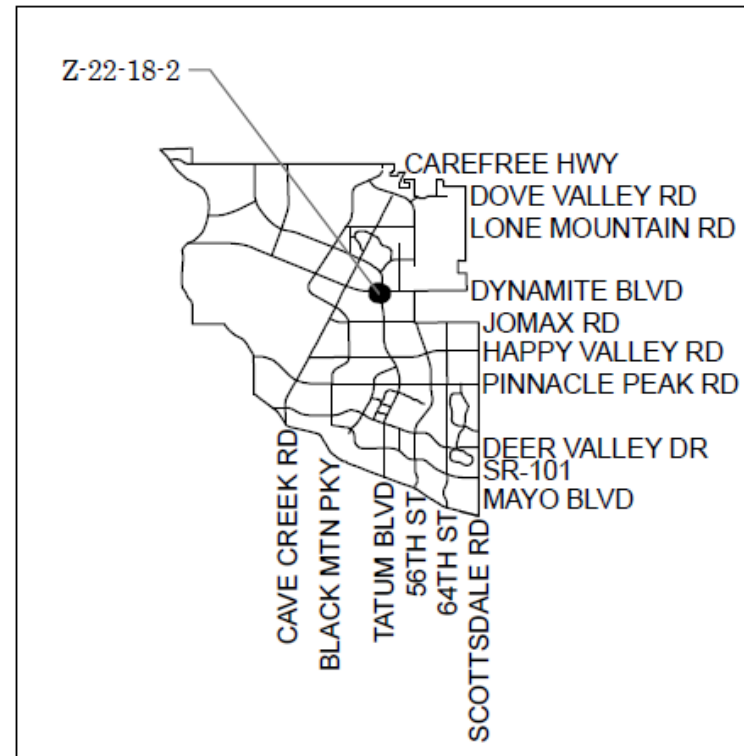 Z-22-18-2
CAREFREE HWY
DOVE VALLEY RD
LONE MOUNTAIN RD
DYNAMITE BLVD
JOMAX RD
HAPPY VALLEY RD
PINNACLE PEAK RD
DEER VALLEY DR
SR-101
MAYO BLVD
CAVE CREEK RD
BLACK MTN PKY
TATUM BLVD
56TH ST
64TH ST
SCOTTSDALE RD